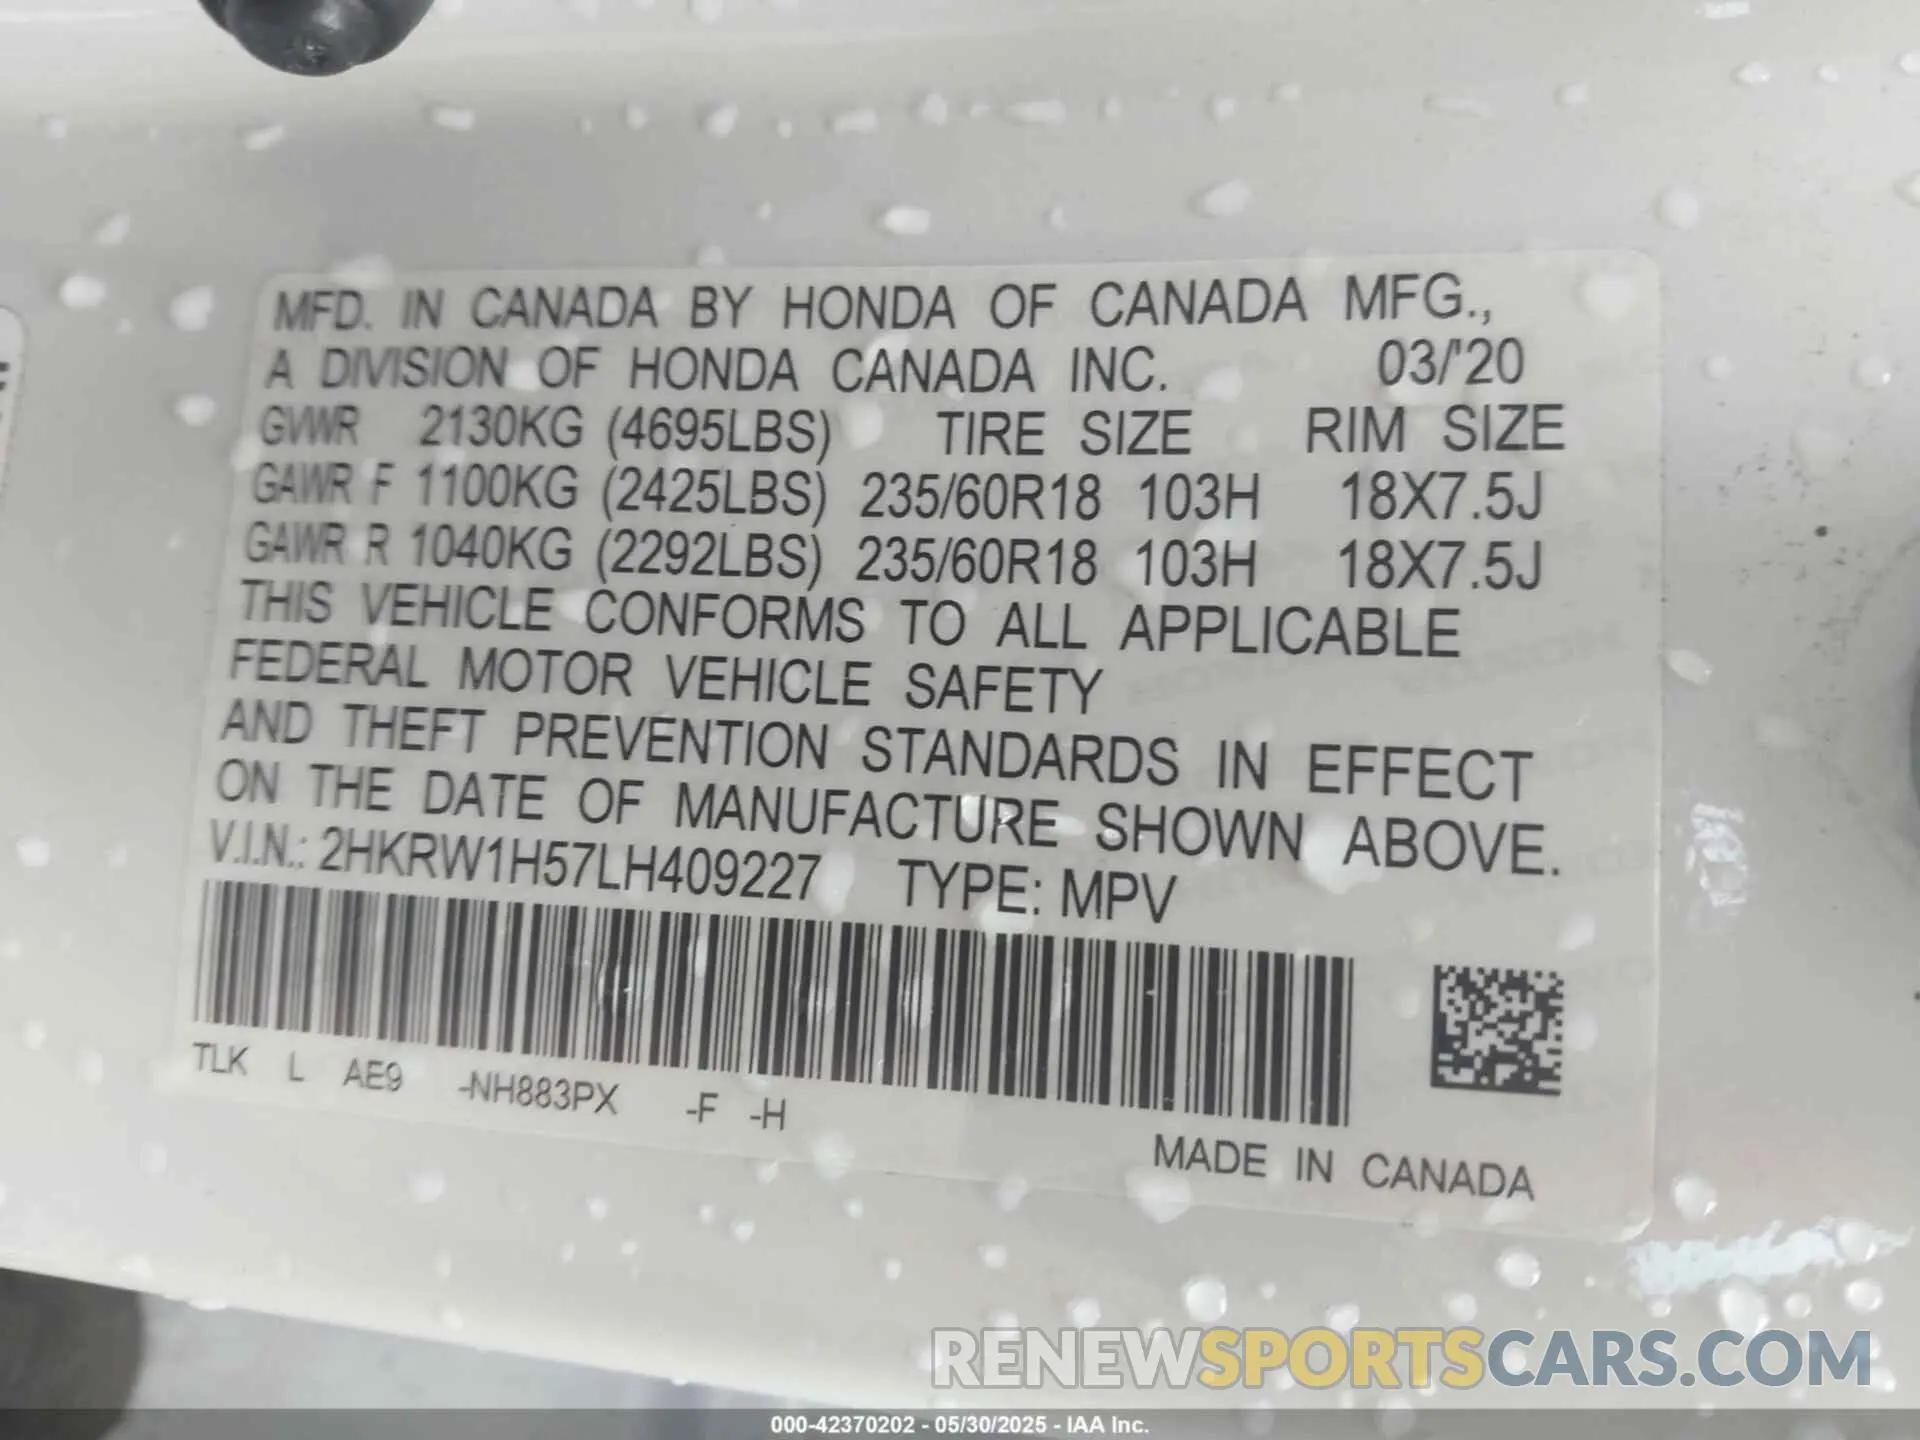 MFD. IN CANADA BY HONDA OF CANADA MFG.,
A DIVISION OF HONDA CANADA INC. 03/'20
GVWR 2130KG (4695LBS) TIRE SIZE RIM SIZE
GAWR F 1100KG (2425LBS) 235/60R18 103H 18X7.5J
GAWR R 1040KG (2292LBS) 235/60R18 103H 18X7.5J
THIS VEHICLE CONFORMS TO ALL APPLICABLE
FEDERAL MOTOR VEHICLE SAFETY
AND THEFT PREVENTION STANDARDS IN EFFECT
ON THE DATE OF MANUFACTURE SHOWN ABOVE.
V.I.N.: 2HKRW1H57LH409227 TYPE: MPV
TLK L AE9 -NH883PX -F -H
MADE IN CANADA
RENEWSPORTSCARS.COM
000-42370202 - 05/30/2025 - IAA Inc.